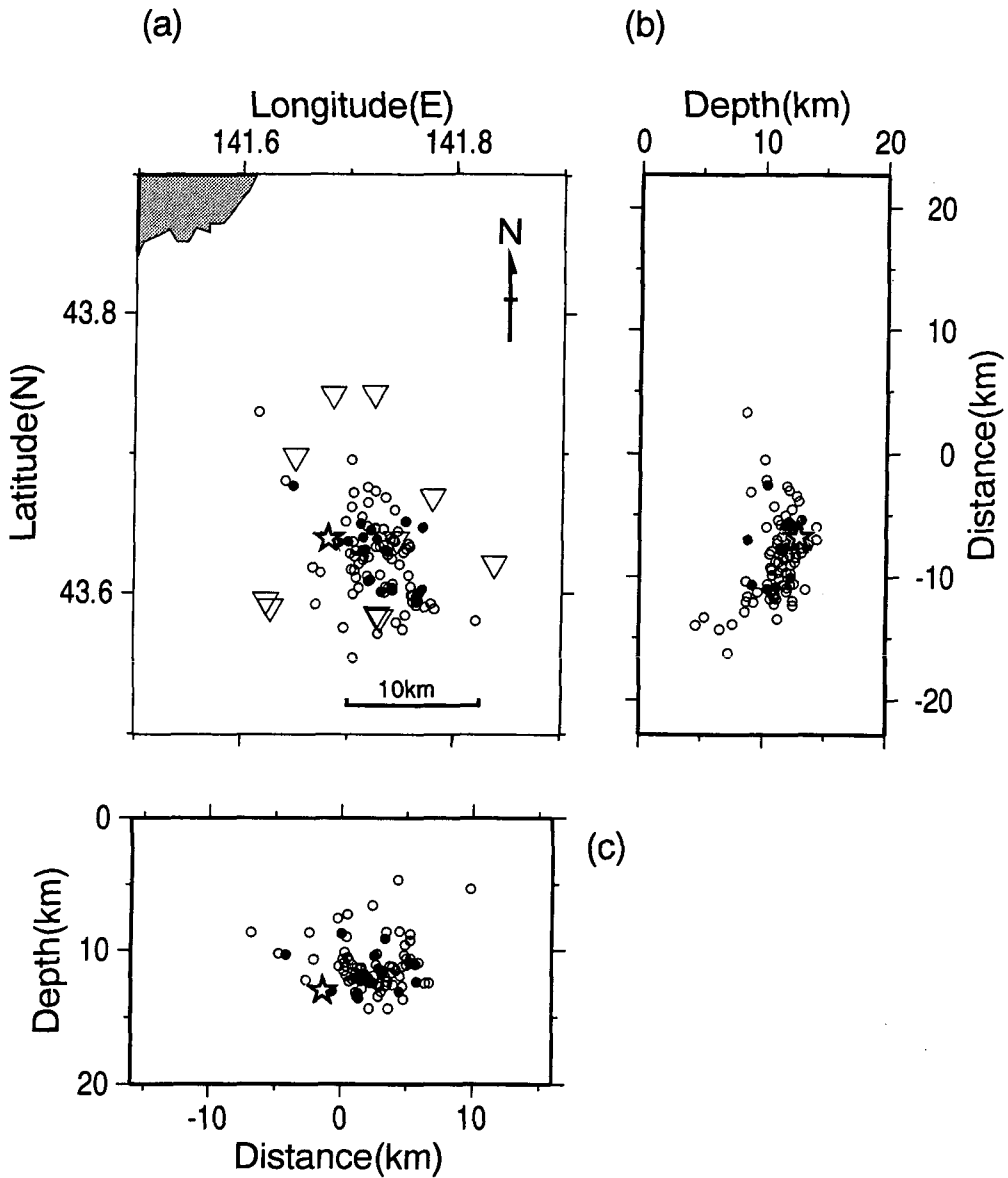 (a)
Longitude(E)
141.6 141.8
N
43.8
43.6
Latitude(N)
10km
(b)
Depth(km)
0 10 20
20
10
0
-10
-20
Distance(km)
(c)
0
10
20
Depth(km)
-10 0 10
Distance(km)